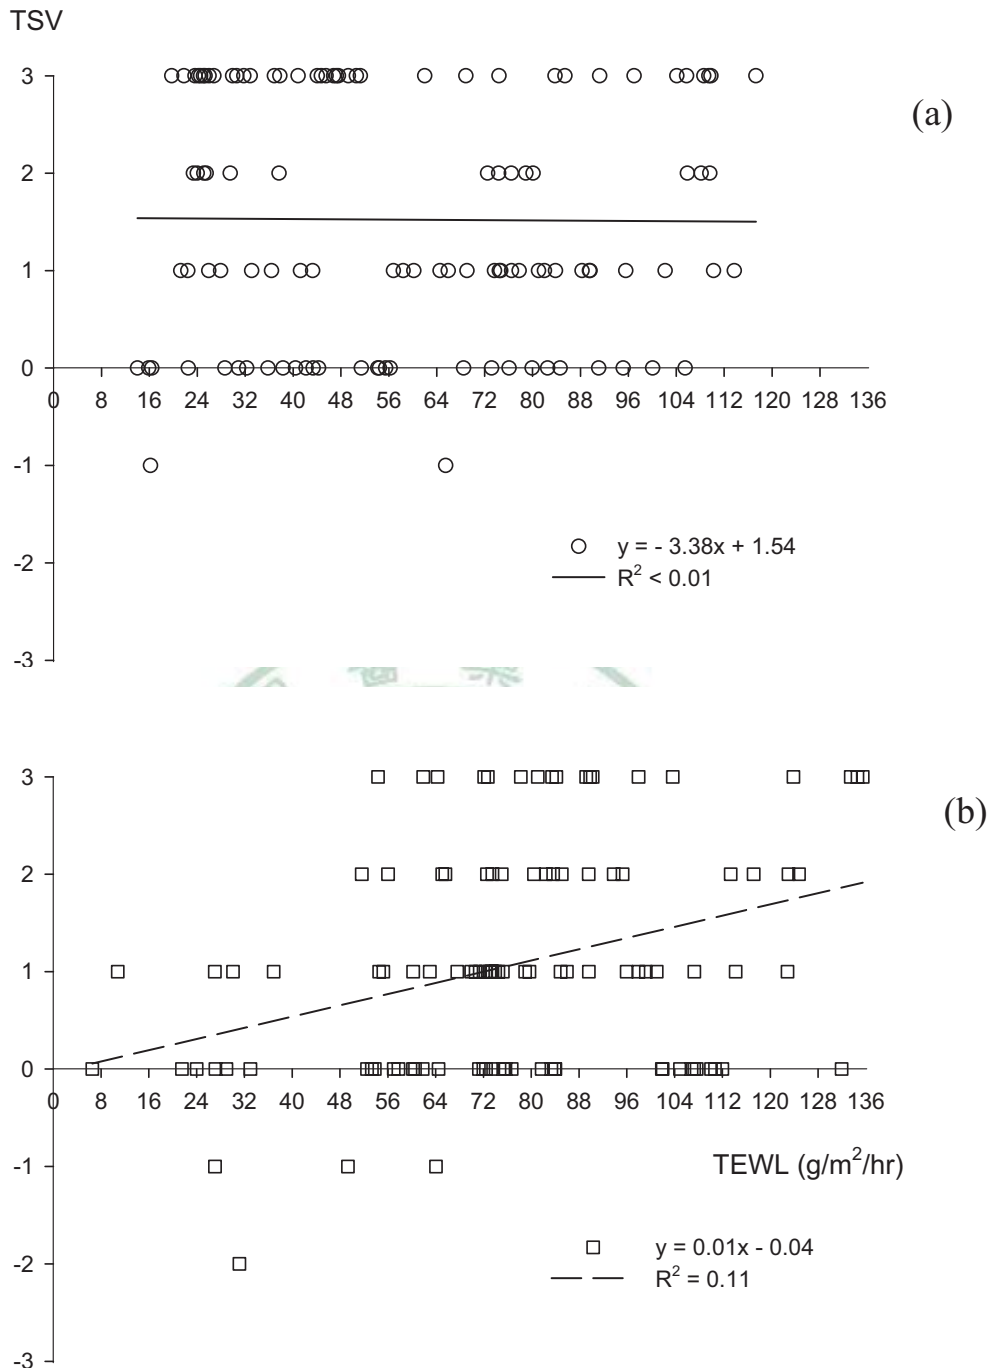 TSV
3
(a)
2
1
0
0 8 16 24 32 40 48 56 64 72 80 88 96 104 112 120 128 136
-1
-2
y = - 3.38x + 1.54
R² < 0.01
-3
3
(b)
2
1
0
0 8 16 24 32 40 48 56 64 72 80 88 96 104 112 120 128 136
-1
TEWL (g/m²/hr)
-2
y = 0.01x - 0.04
R² = 0.11
-3